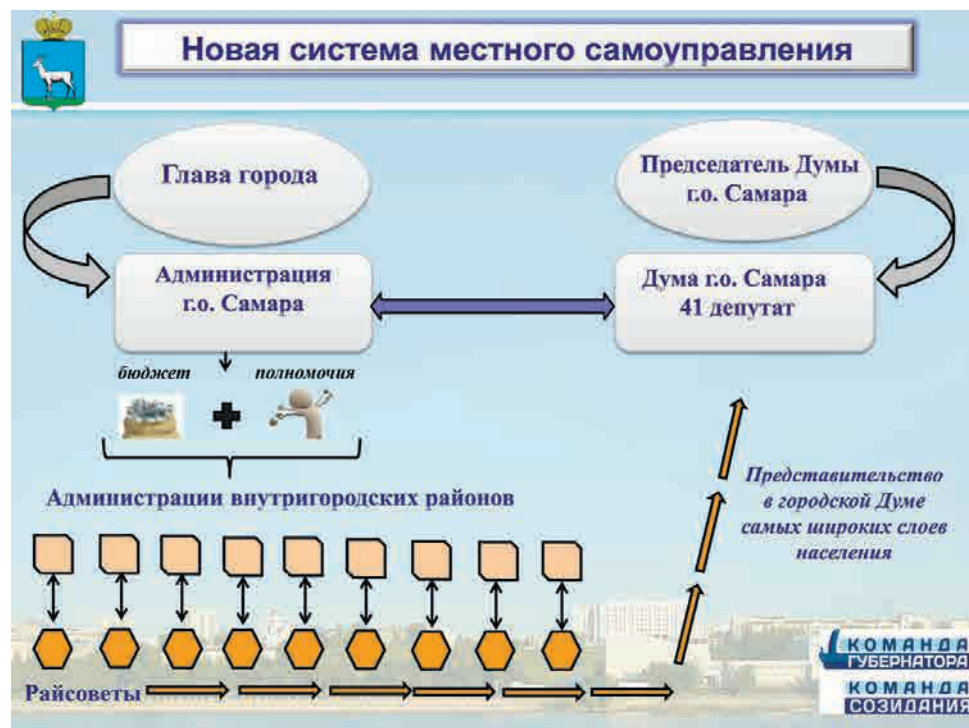 Новая система местного самоуправления
Глава города
Председатель Думы
г.о. Самара
Администрация
г.о. Самара
Дума г.о. Самара
41 депутат
бюджет
полномочия
Администрации внутригородских районов
Представительство
в городской Думе
самых широких слоев
населения
Райсоветы
КОМАНДА
ГУБЕРНАТОРА
КОМАНДА
СОЗИДАНИЯ